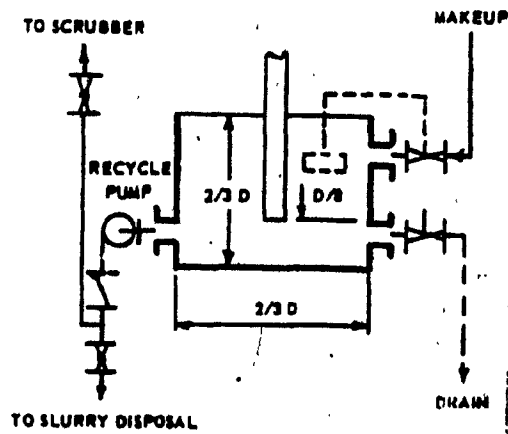 TO SCRUBBER
MAKEUP
RECYCLE
PUMP
2/3 D
D/8
2/3 D
DRAIN
TO SLURRY DISPOSAL